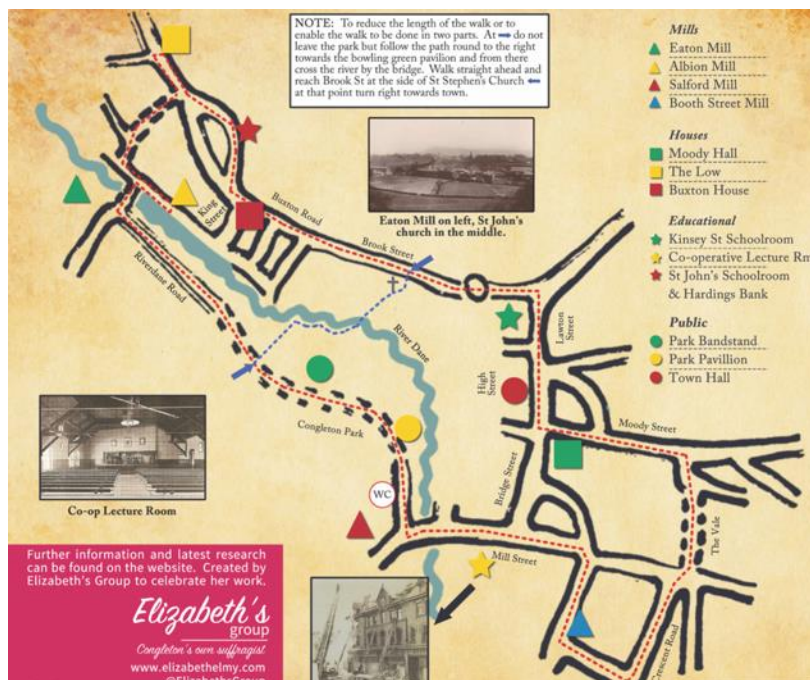 NOTE: To reduce the length of the walk or to
enable the walk to be done in two parts. At do not
leave the park but follow the path round to the right
towards the bowling green pavilion and from there
cross the river by the bridge. Walk straight ahead and
reach Brook St at the side of St Stephen's Church
at that point turn right towards town.
Mills
Eaton Mill
Albion Mill
Salford Mill
Booth Street Mill
Houses
Moody Hall
The Low
Buxton House
Educational
Kinsey St Schoolroom
Co-operative Lecture Rm
St John's Schoolroom
& Hardings Bank
Public
Park Bandstand
Park Pavillion
Town Hall
Eaton Mill on left, St John's
church in the middle.
King
Street
Buxton Road
Brook Street
Riverdane Road
River Dane
Lawton
Street
High
Street
Congleton Park
Moody Street
Bridge Street
WC
The Vale
Mill Street
Crescent Road
Co-op Lecture Room
Further information and latest research
can be found on the website. Created by
Elizabeth's Group to celebrate her work.
Elizabeth's
group
Congleton's own suffragist
www.elizabethelmy.com
@ElizabethsGroup